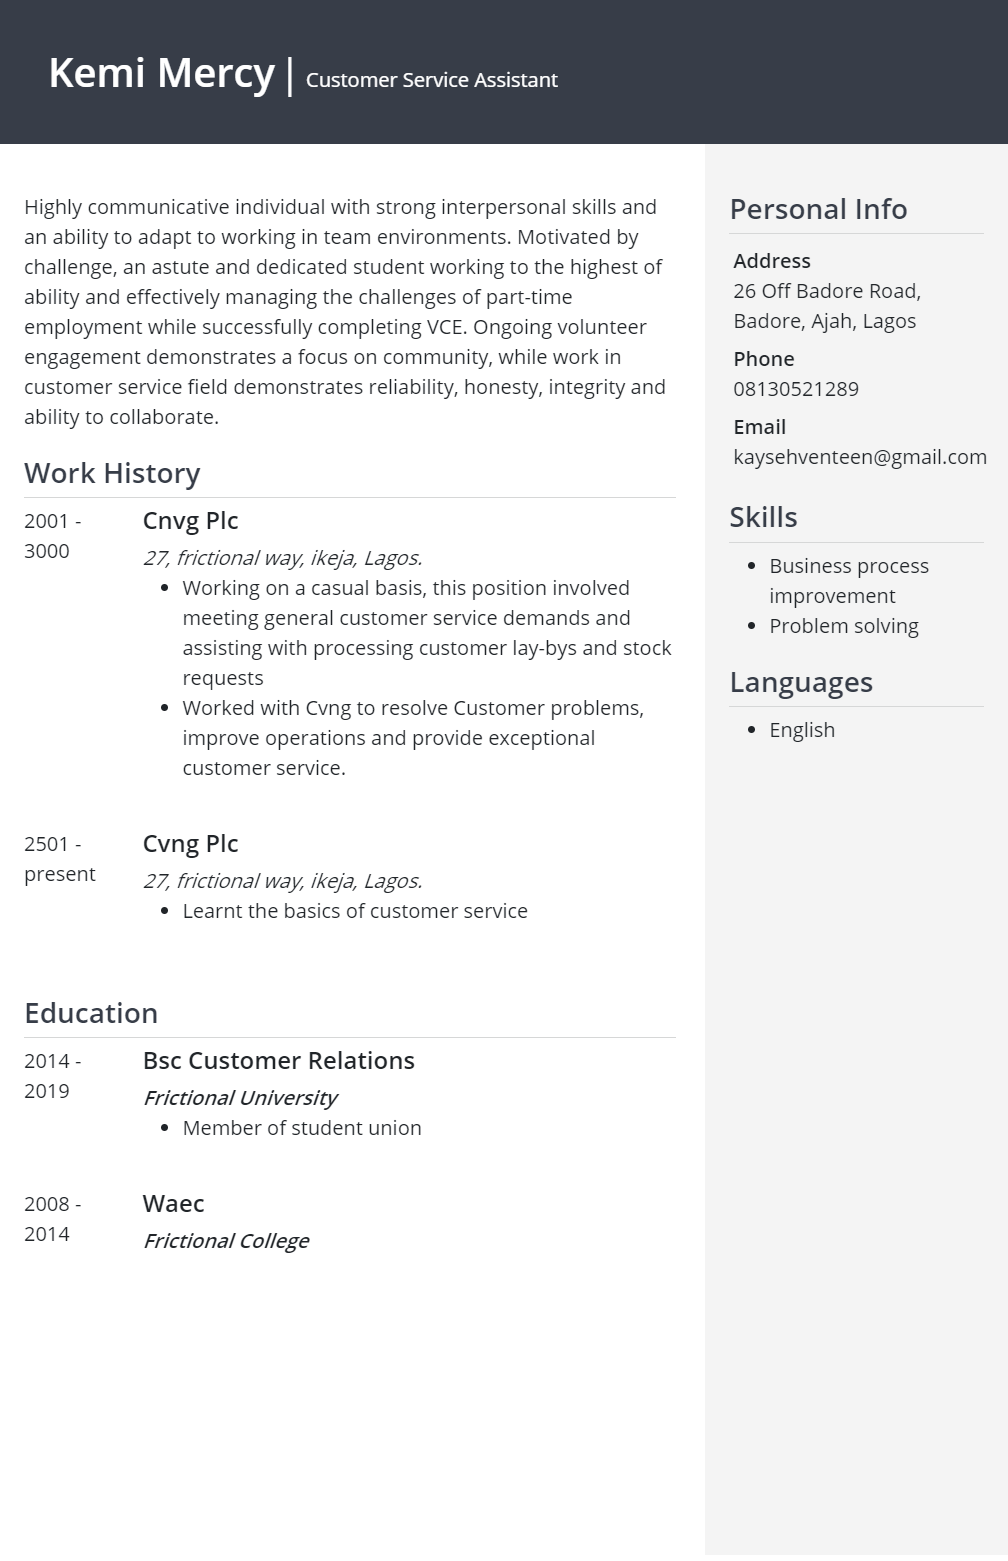 Kemi Mercy | Customer Service Assistant
Highly communicative individual with strong interpersonal skills and
an ability to adapt to working in team environments. Motivated by
challenge, an astute and dedicated student working to the highest of
ability and effectively managing the challenges of part-time
employment while successfully completing VCE. Ongoing volunteer
engagement demonstrates a focus on community, while work in
customer service field demonstrates reliability, honesty, integrity and
ability to collaborate.
Work History
2001 -
3000
Cnvg Plc
27, frictional way, ikeja, Lagos.
• Working on a casual basis, this position involved
meeting general customer service demands and
assisting with processing customer lay-bys and stock
requests
• Worked with Cvng to resolve Customer problems,
improve operations and provide exceptional
customer service.
2501 -
present
Cvng Plc
27, frictional way, ikeja, Lagos.
• Learnt the basics of customer service
Education
2014 -
2019
Bsc Customer Relations
Frictional University
• Member of student union
2008 -
2014
Waec
Frictional College
Personal Info
Address
26 Off Badore Road,
Badore, Ajah, Lagos
Phone
08130521289
Email
kaysehventeen@gmail.com
Skills
• Business process
improvement
• Problem solving
Languages
• English